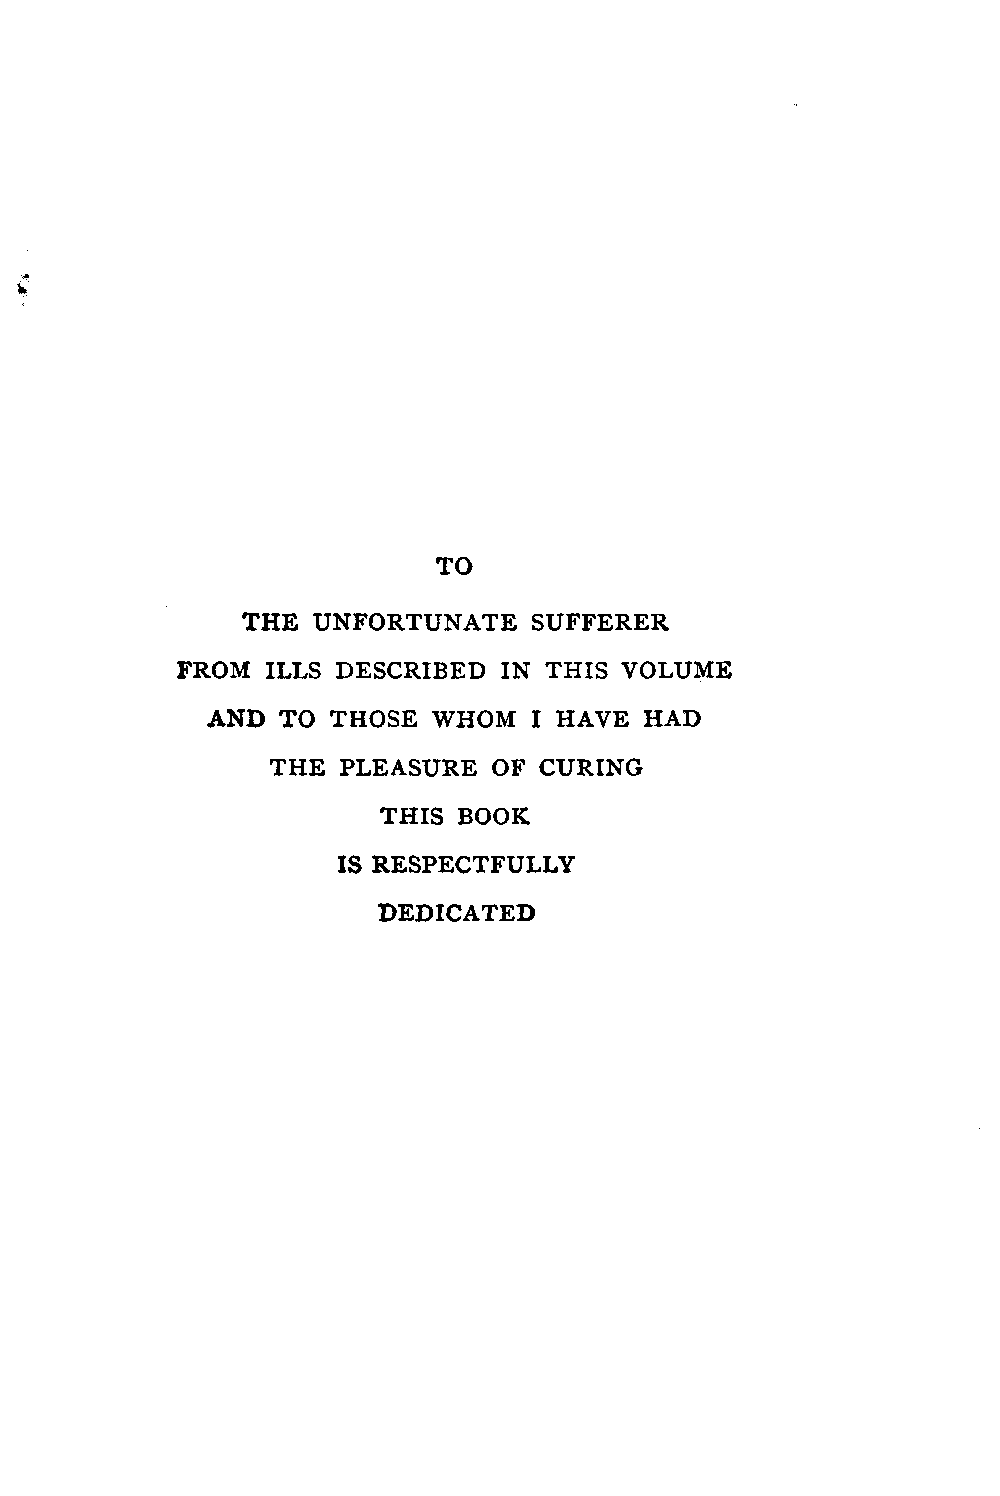 TO
THE UNFORTUNATE SUFFERER
FROM ILLS DESCRIBED IN THIS VOLUME
AND TO THOSE WHOM I HAVE HAD
THE PLEASURE OF CURING
THIS BOOK
IS RESPECTFULLY
DEDICATED